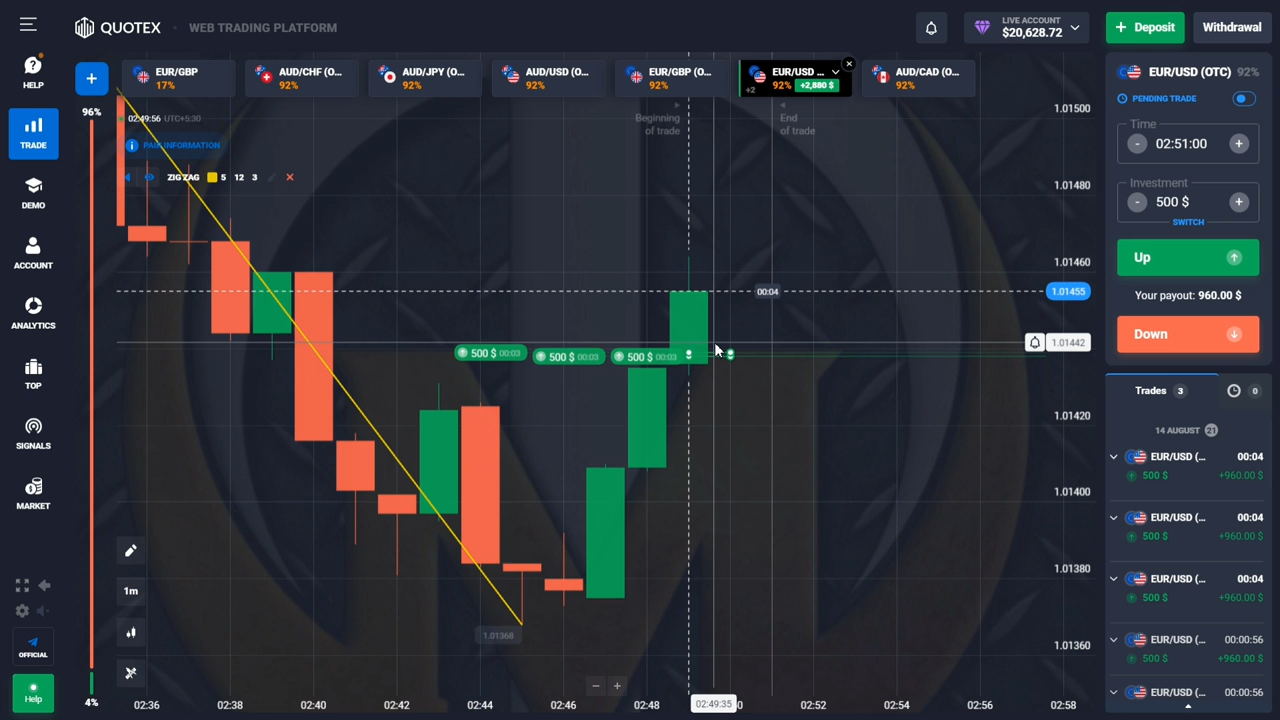 QUOTEX
WEB TRADING PLATFORM
LIVE ACCOUNT
$20,628.72
+ Deposit
Withdrawal
HELP
TRADE
DEMO
ACCOUNT
ANALYTICS
TOP
SIGNALS
MARKET
OFFICIAL
Help
+
EUR/GBP
17%
AUD/CHF (O...
92%
AUD/JPY (O...
92%
AUD/USD (O...
92%
EUR/GBP (O...
92%
EUR/USD ...
+2
92%
+2,880 $
AUD/CAD (O...
92%
96%
4%
02:49:56 UTC+5:30
PAIR INFORMATION
ZIG ZAG 5 12 3
Beginning
of trade
End
of trade
00:04
500 $ 00:03
500 $ 00:03
500 $ 00:03
1.01368
1m
1.01500
1.01480
1.01460
1.01455
1.01442
1.01420
1.01400
1.01380
1.01360
02:36
02:38
02:40
02:42
02:44
02:46
02:48
02:49:35
02:52
02:54
02:56
02:58
EUR/USD (OTC) 92%
PENDING TRADE
Time
- 02:51:00 +
Investment
- 500 $ +
SWITCH
Up
Your payout: 960.00 $
Down
Trades 3
0
14 AUGUST 21
EUR/USD (... 00:04
500 $ +960.00 $
EUR/USD (... 00:04
500 $ +960.00 $
EUR/USD (... 00:04
500 $ +960.00 $
EUR/USD (... 00:00:56
500 $ +960.00 $
EUR/USD (... 00:00:56